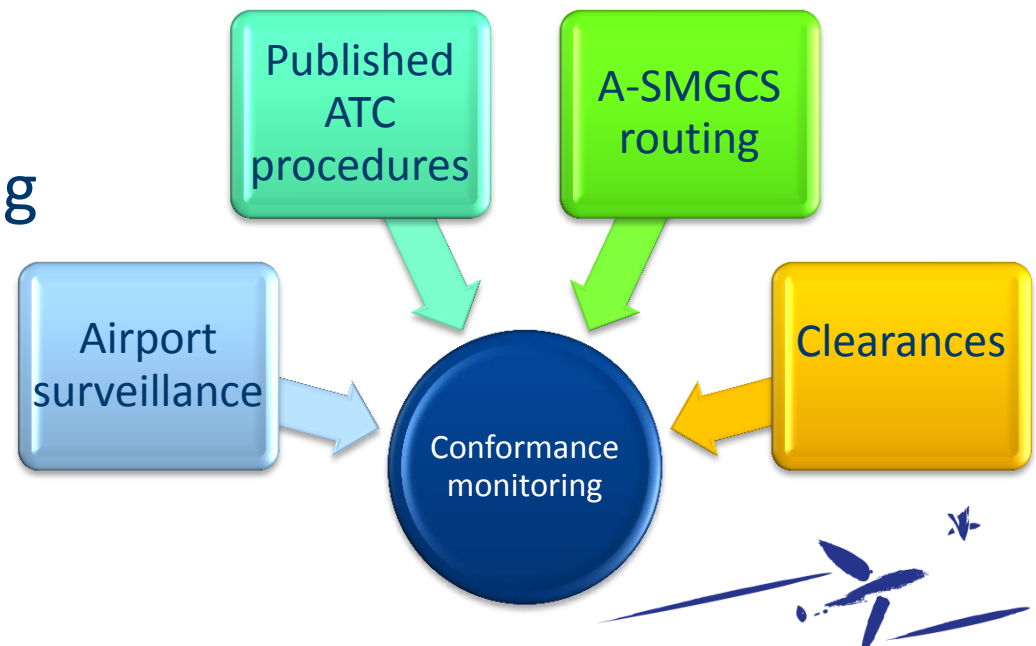 Published
ATC
procedures
A-SMGCS
routing
g
Airport
surveillance
Clearances
Conformance
monitoring